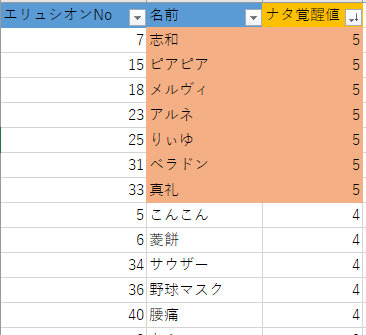 エリュシオンNo 名前 ナタ覚醒値
7 志和 5
15 ピアピア 5
18 メルヴィ 5
23 アルネ 5
25 りぃゆ 5
31 ベラドン 5
33 真礼 5
5 こんこん 4
6 菱餅 4
34 サウザー 4
36 野球マスク 4
40 腰痛 4